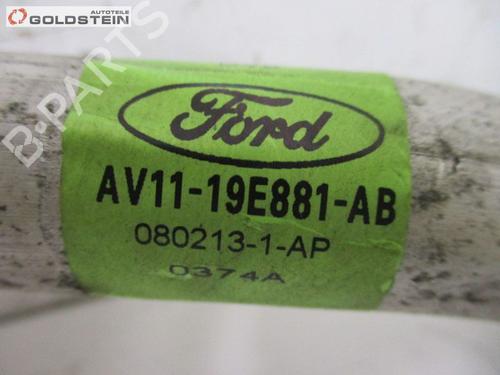 AUTOTEILE
GOLDSTEIN
B-PARTS
Ford
AV11-19E881-AB
080213-1-AP
0374A